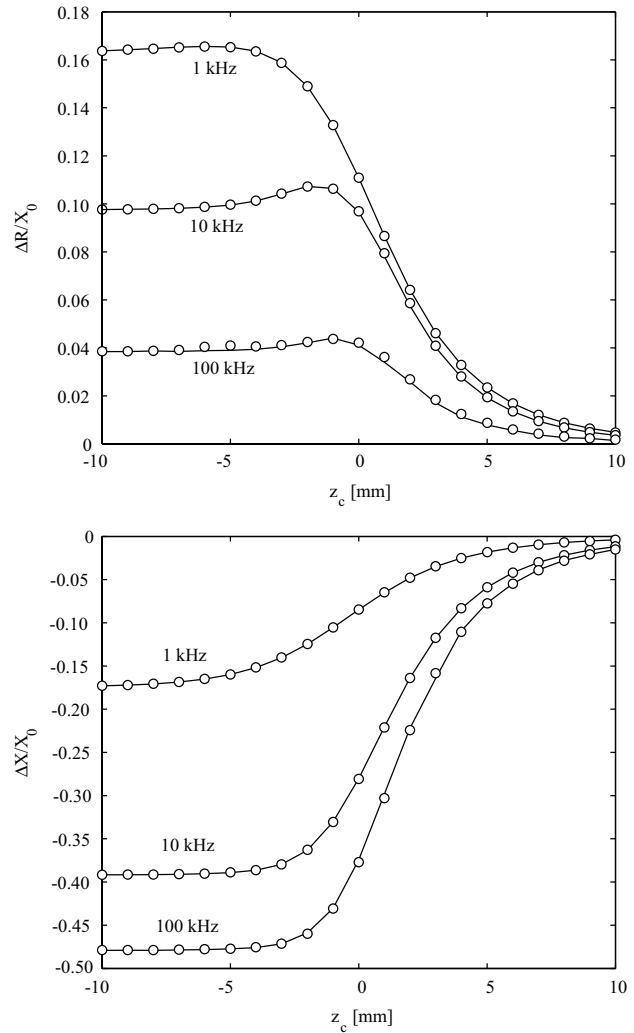 0.18
0.16
0.14
0.12
0.10
0.08
0.06
0.04
0.02
0
ΔR/X0
1 kHz
10 kHz
100 kHz
-10 -5 0 5 10
zc [mm]
0
-0.05
-0.10
-0.15
-0.20
-0.25
-0.30
-0.35
-0.40
-0.45
-0.50
ΔX/X0
1 kHz
10 kHz
100 kHz
-10 -5 0 5 10
zc [mm]